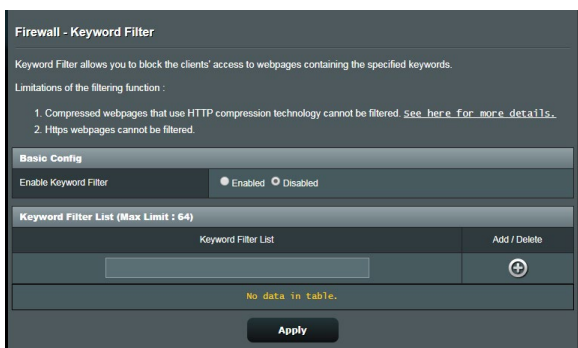 Firewall - Keyword Filter
Keyword Filter allows you to block the clients' access to webpages containing the specified keywords.
Limitations of the filtering function :
1. Compressed webpages that use HTTP compression technology cannot be filtered. See here for more details.
2. Https webpages cannot be filtered.
Basic Config
Enable Keyword Filter Enabled Disabled
Keyword Filter List (Max Limit : 64)
Keyword Filter List Add / Delete
No data in table.
Apply